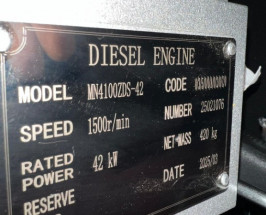 DIESEL ENGINE
MODEL MN4100ZDS-42 CODE
SPEED 1500r/min NUMBER 25021076
RATED POWER 42 kW NET*MASS 420 kg
RESERVE DATE 2025/03